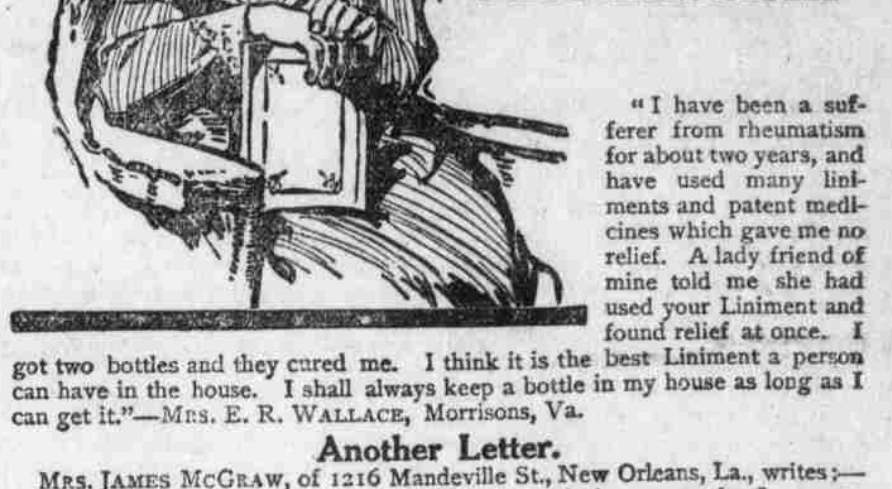 "I have been a suf-
ferer from rheumatism
for about two years, and
have used many lini-
ments and patent medi-
cines which gave me no
relief. A lady friend of
mine told me she had
used your Liniment and
found relief at once. I
got two bottles and they cured me. I think it is the best Liniment a person
can have in the house. I shall always keep a bottle in my house as long as I
can get it."—MRS. E. R. WALLACE, Morrisons, Va.
Another Letter.
MRS. JAMES MCGRAW, of 1216 Mandeville St., New Orleans, La., writes:—